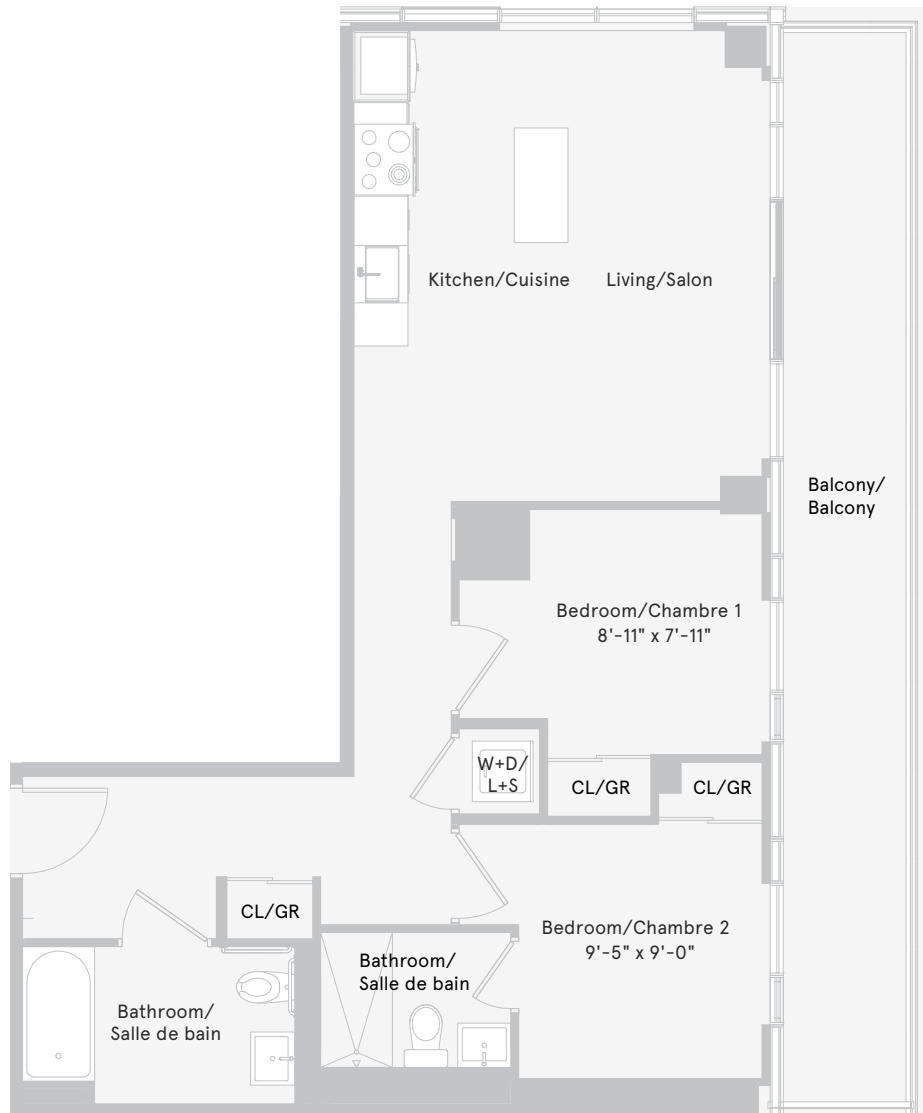 Kitchen/Cuisine
Living/Salon
Balcony/
Balcony
Bedroom/Chambre 1
8'-11" x 7'-11"
W+D/
L+S
CL/GR
CL/GR
CL/GR
Bedroom/Chambre 2
9'-5" x 9'-0"
Bathroom/
Salle de bain
Bathroom/
Salle de bain